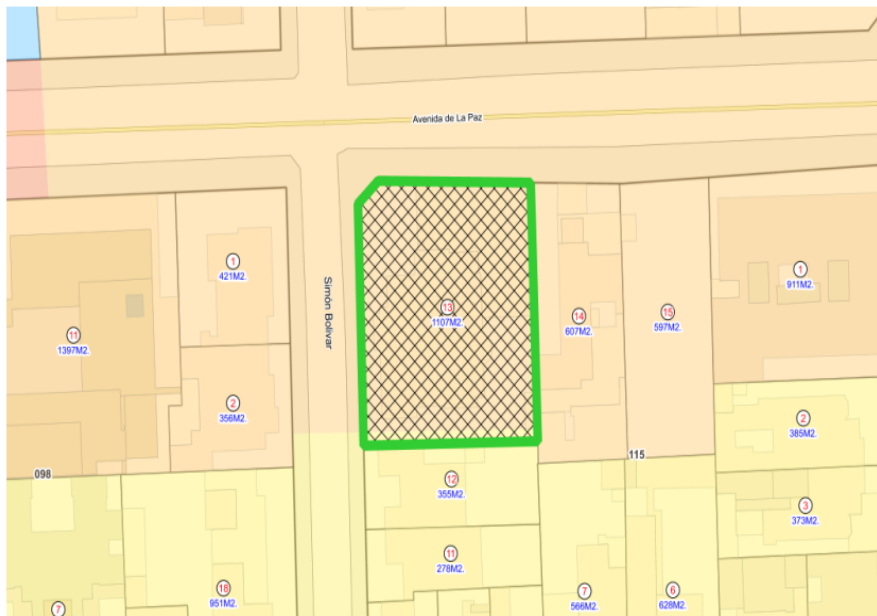 Avenida de La Paz
Simón Bolívar
1
421M2.
11
1397M2.
2
356M2.
098
13
1107M2.
14
607M2.
15
597M2.
1
911M2.
2
385M2.
115
12
355M2.
3
373M2.
11
278M2.
7
18
951M2.
7
566M2.
6
628M2.